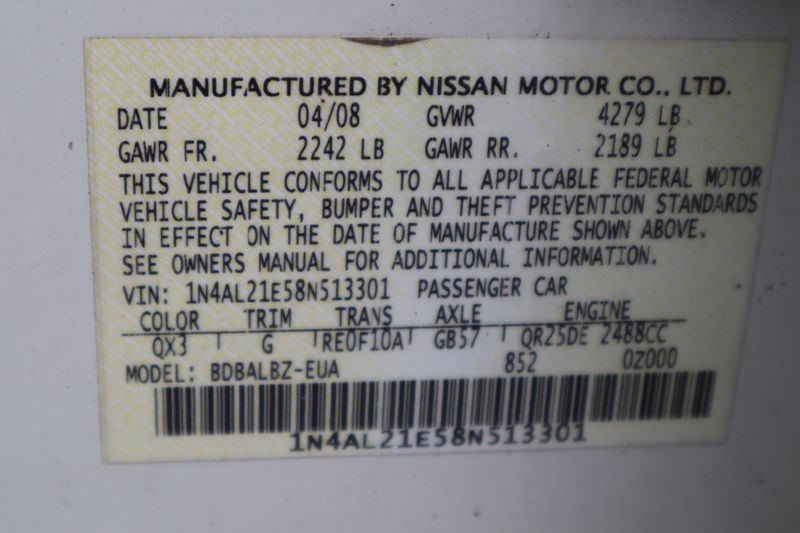 MANUFACTURED BY NISSAN MOTOR CO., LTD.
DATE 04/08 GVWR 4279 LB
GAWR FR. 2242 LB GAWR RR. 2189 LB
THIS VEHICLE CONFORMS TO ALL APPLICABLE FEDERAL MOTOR
VEHICLE SAFETY, BUMPER AND THEFT PREVENTION STANDARDS
IN EFFECT ON THE DATE OF MANUFACTURE SHOWN ABOVE.
SEE OWNERS MANUAL FOR ADDITIONAL INFORMATION.
VIN: 1N4AL21E58N513301 PASSENGER CAR
COLOR TRIM TRANS AXLE ENGINE
QX3 G RE0F10A GB57 QR25DE 2488CC
MODEL: BDBALBZ-EUA 852 0Z000
1N4AL21E58N513301